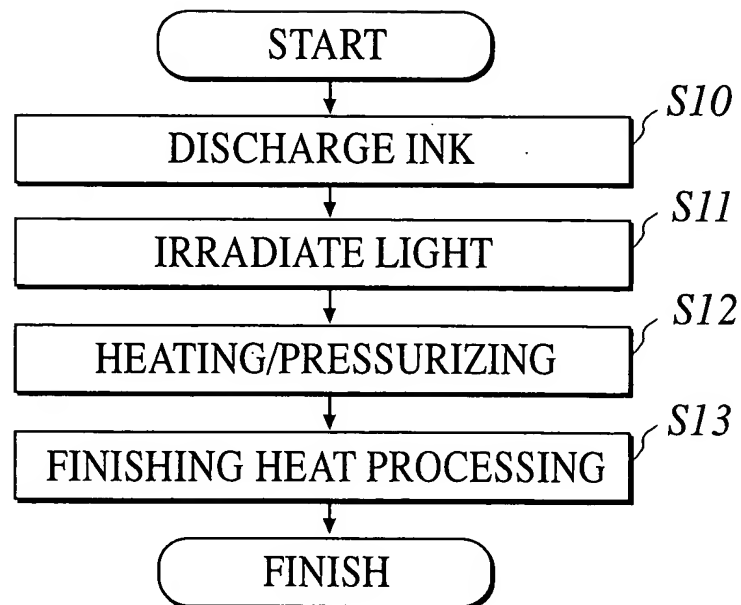 START
DISCHARGE INK
S10
IRRADIATE LIGHT
S11
HEATING/PRESSURIZING
S12
FINISHING HEAT PROCESSING
S13
FINISH